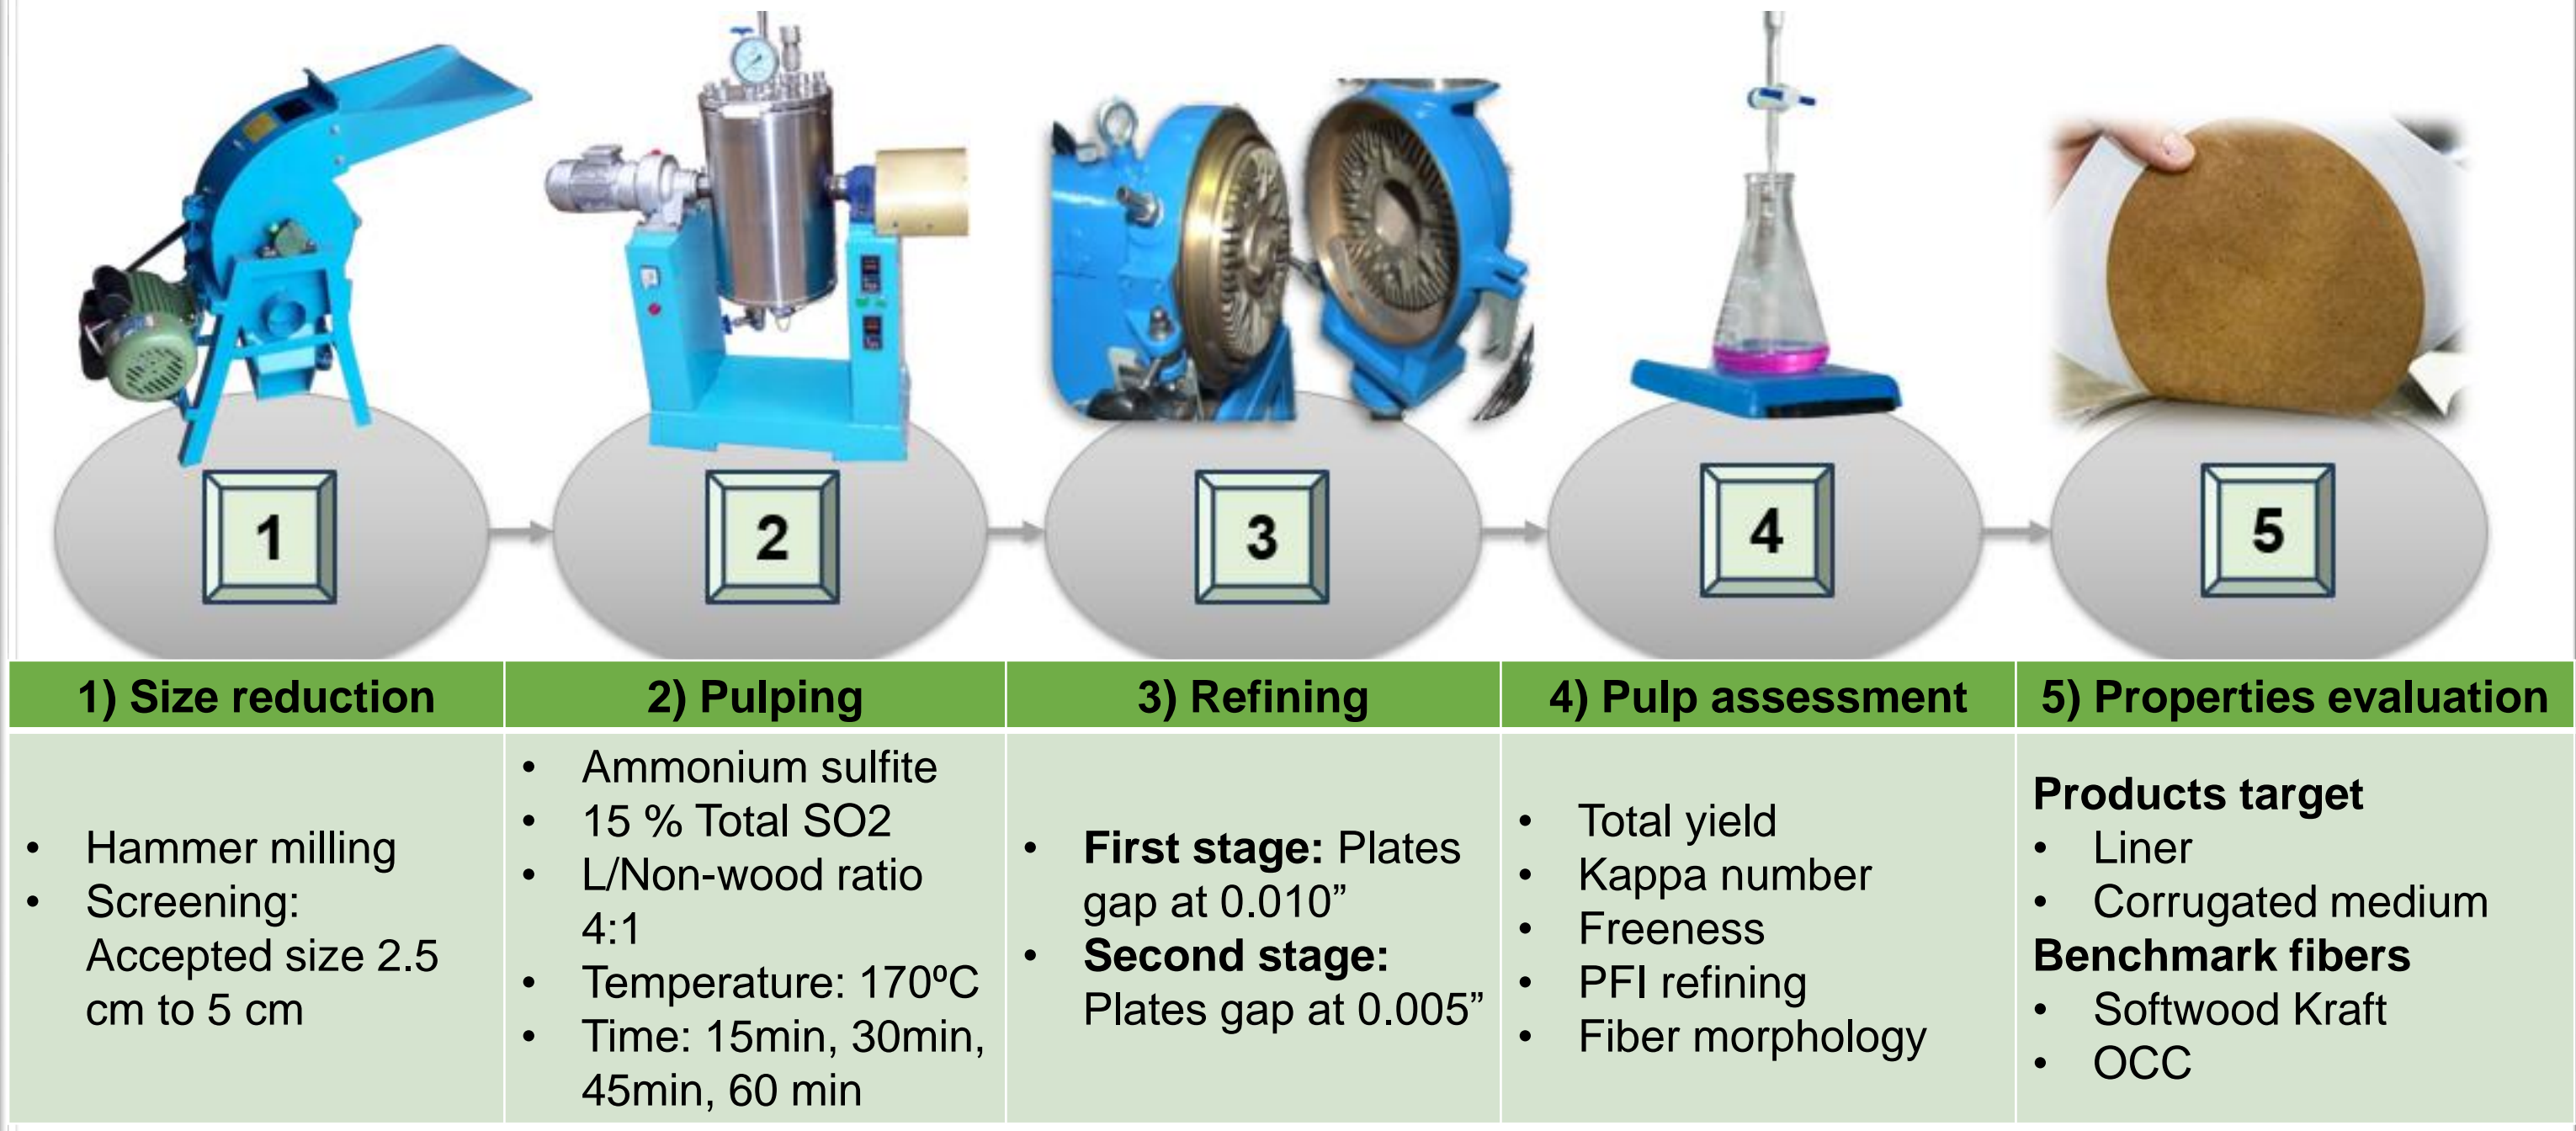 1
2
3
4
5
1) Size reduction
2) Pulping
3) Refining
4) Pulp assessment
5) Properties evaluation
• Hammer milling
• Screening:
Accepted size 2.5
cm to 5 cm
• Ammonium sulfite
• 15 % Total SO2
• L/Non-wood ratio
4:1
• Temperature: 170ºC
• Time: 15min, 30min,
45min, 60 min
• First stage: Plates
gap at 0.010”
• Second stage:
Plates gap at 0.005”
• Total yield
• Kappa number
• Freeness
• PFI refining
• Fiber morphology
Products target
• Liner
• Corrugated medium
Benchmark fibers
• Softwood Kraft
• OCC